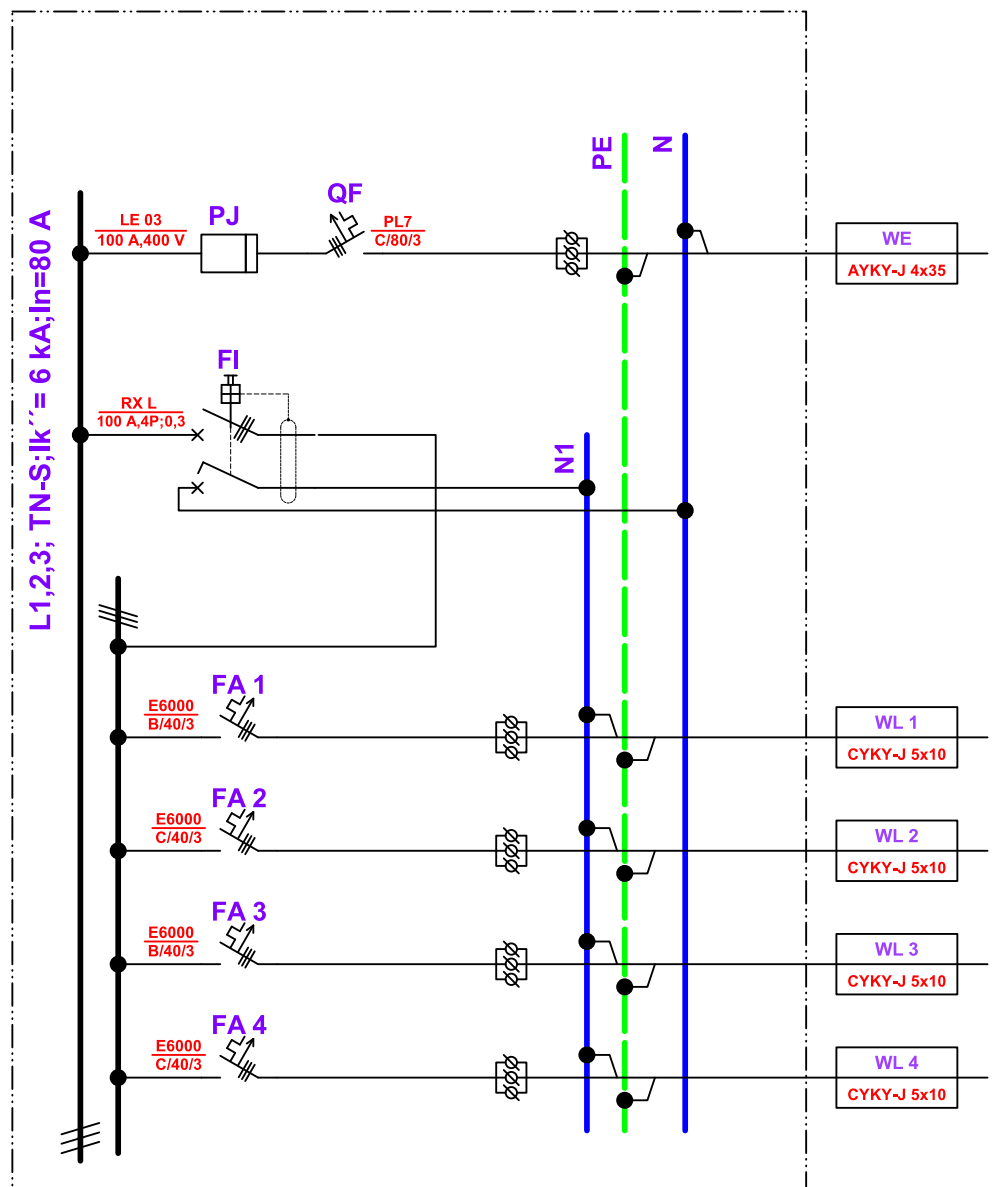 L1,2,3; TN-S;Ik´´= 6 kA;In=80 A
PE
N
LE 03
100 A,400 V
PJ
QF
PL7
C/80/3
WE
AYKY-J 4x35
FI
RX L
100 A,4P;0,3
N1
FA 1
E6000
B/40/3
WL 1
CYKY-J 5x10
FA 2
E6000
C/40/3
WL 2
CYKY-J 5x10
FA 3
E6000
B/40/3
WL 3
CYKY-J 5x10
FA 4
E6000
C/40/3
WL 4
CYKY-J 5x10